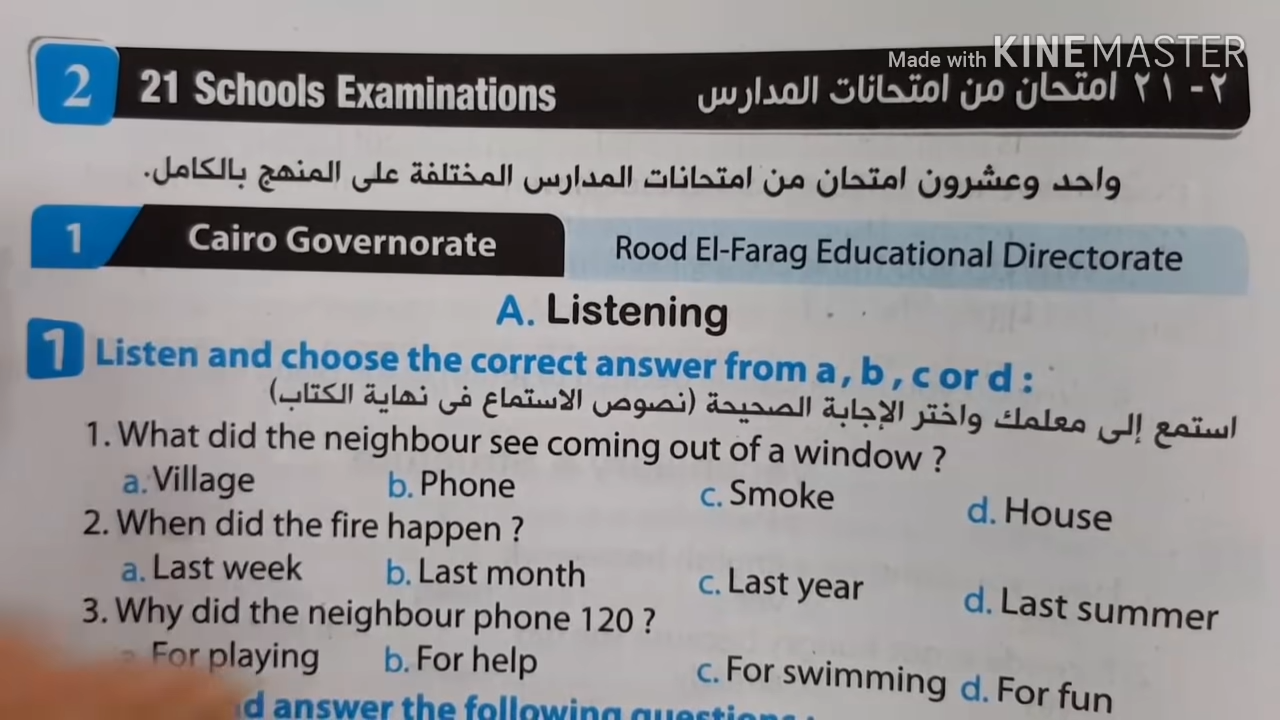 Made with KINEMASTER
2 21 Schools Examinations ٢ - ٢١ امتحان من امتحانات المدارس
واحد وعشرون امتحان من امتحانات المدارس المختلفة على المنهج بالكامل.
1 Cairo Governorate Rood El-Farag Educational Directorate
A. Listening
1 Listen and choose the correct answer from a , b , c or d :
استمع إلى معلمك واختر الإجابة الصحيحة (نصوص الاستماع فى نهاية الكتاب)
1. What did the neighbour see coming out of a window ?
a. Village b. Phone c. Smoke d. House
2. When did the fire happen ?
a. Last week b. Last month c. Last year d. Last summer
3. Why did the neighbour phone 120 ?
For playing b. For help c. For swimming d. For fun
answer the following questions :